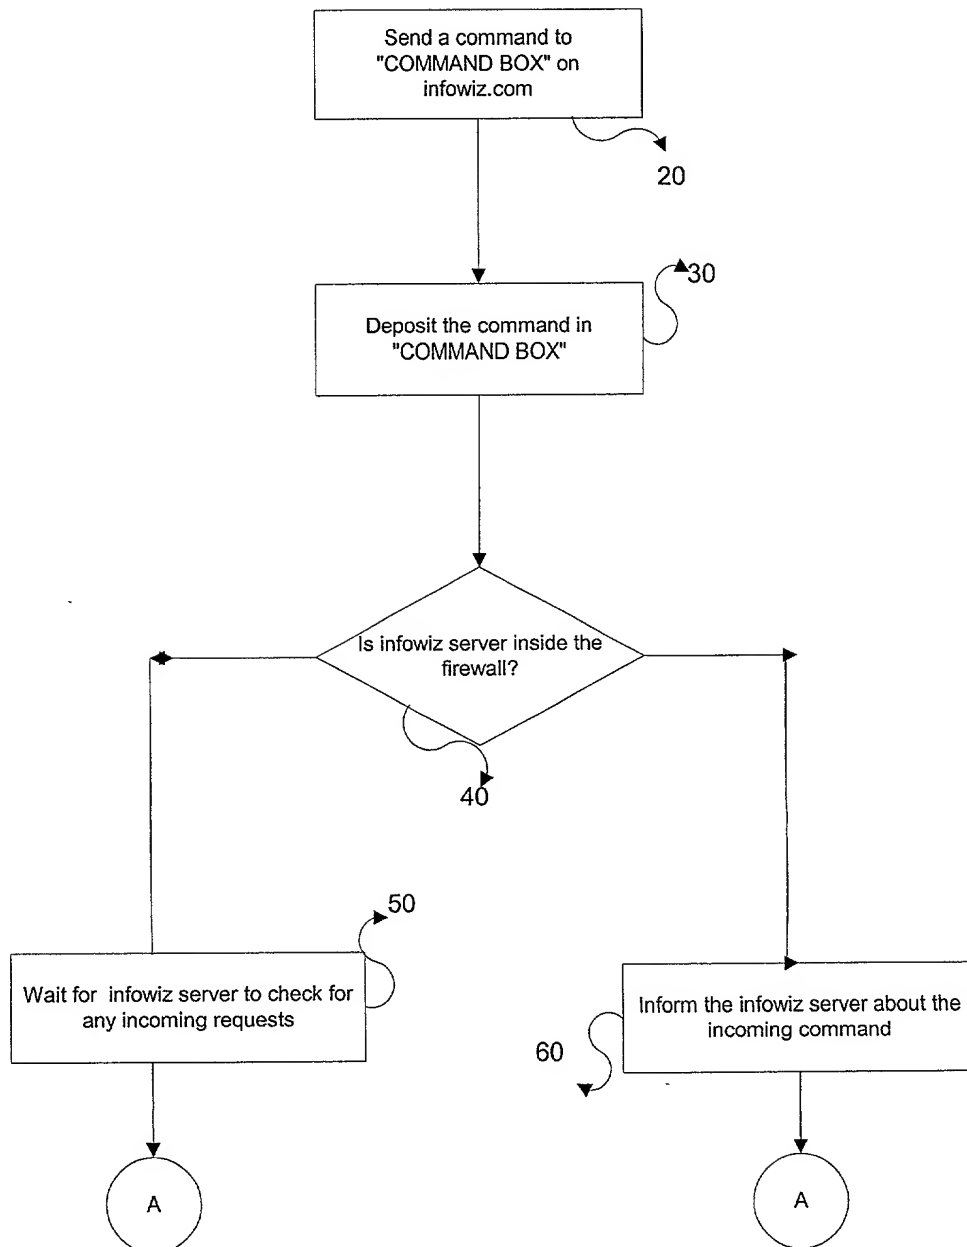 Send a command to
"COMMAND BOX" on
infowiz.com
20
30
Deposit the command in
"COMMAND BOX"
Is infowiz server inside the
firewall?
40
50
Wait for infowiz server to check for
any incoming requests
Inform the infowiz server about the
incoming command
60
A
A